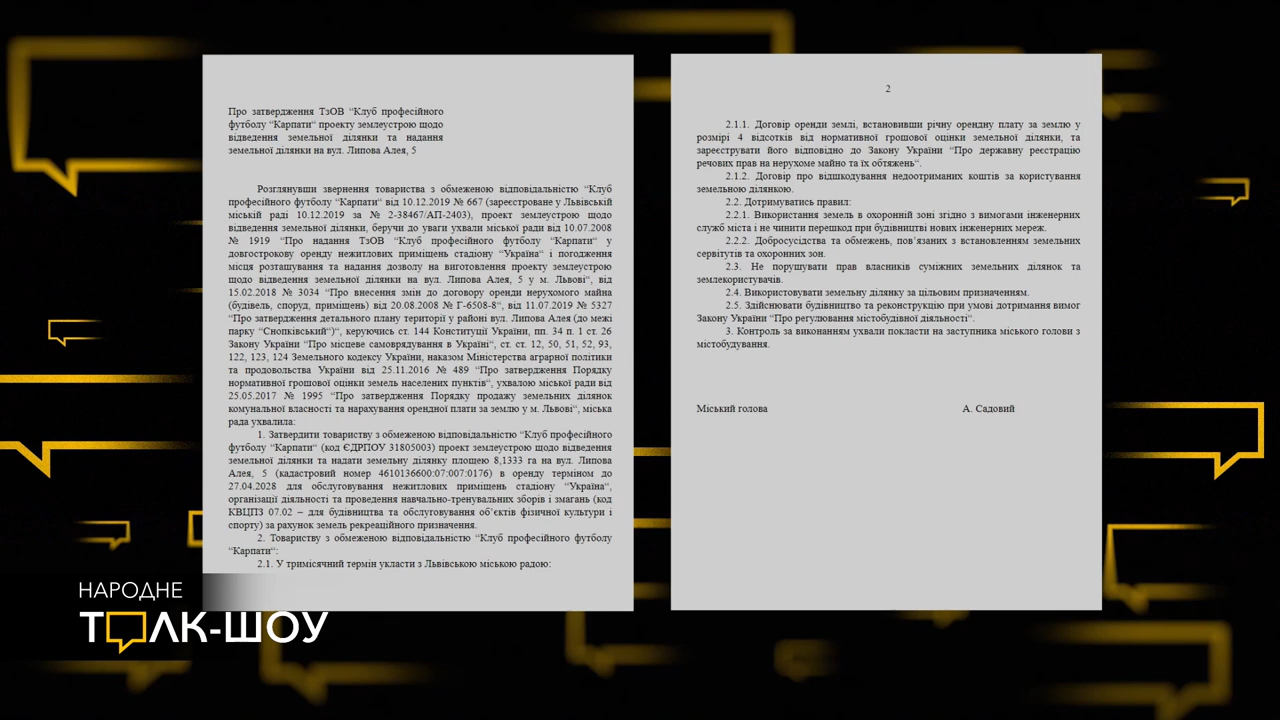 Про затвердження ТзОВ “Клуб професійного
футболу “Карпати“ проекту землеустрою щодо
відведення земельної ділянки та надання
земельної ділянки на вул. Липова Алея, 5
Розглянувши звернення товариства з обмеженою відповідальністю “Клуб
професійного футболу “Карпати“ від 10.12.2019 № 667 (зареєстроване у Львівській
міській раді 10.12.2019 за № 2-38467/АП-2403), проект землеустрою щодо
відведення земельної ділянки, беручи до уваги ухвали міської ради від 10.07.2008
№ 1919 “Про надання ТзОВ “Клуб професійного футболу “Карпати“ у
довгострокову оренду нежитлових приміщень стадіону “Україна“ і погодження
місця розташування та надання дозволу на виготовлення проекту землеустрою
щодо відведення земельної ділянки на вул. Липова Алея, 5 у м. Львові“, від
15.02.2018 № 3034 “Про внесення змін до договору оренди нерухомого майна
(будівель, споруд, приміщень) від 20.08.2008 № Г-6508-8“, від 11.07.2019 № 5327
“Про затвердження детального плану території у районі вул. Липова Алея (до межі
парку “Снопківський“)“, керуючись ст. 144 Конституції України, пп. 34 п. 1 ст. 26
Закону України “Про місцеве самоврядування в Україні“, ст. ст. 12, 50, 51, 52, 93,
122, 123, 124 Земельного кодексу України, наказом Міністерства аграрної політики
та продовольства України від 25.11.2016 № 489 “Про затвердження Порядку
нормативної грошової оцінки земель населених пунктів“, ухвалою міської ради від
25.05.2017 № 1995 “Про затвердження Порядку продажу земельних ділянок
комунальної власності та нарахування орендної плати за землю у м. Львові“, міська
рада ухвалила:
1. Затвердити товариству з обмеженою відповідальністю “Клуб професійного
футболу “Карпати“ (код ЄДРПОУ 31805003) проект землеустрою щодо відведення
земельної ділянки та надати земельну ділянку площею 8,1333 га на вул. Липова
Алея, 5 (кадастровий номер 4610136600:07:007:0176) в оренду терміном до
27.04.2028 для обслуговування нежитлових приміщень стадіону “Україна“,
організації діяльності та проведення навчально-тренувальних зборів і змагань (код
КВЦПЗ 07.02 – для будівництва та обслуговування об’єктів фізичної культури і
спорту) за рахунок земель рекреаційного призначення.
2. Товариству з обмеженою відповідальністю “Клуб професійного футболу
“Карпати“:
2.1. У тримісячний термін укласти з Львівською міською радою:
2
2.1.1. Договір оренди землі, встановивши річну орендну плату за землю у
розмірі 4 відсотків від нормативної грошової оцінки земельної ділянки, та
зареєструвати його відповідно до Закону України “Про державну реєстрацію
речових прав на нерухоме майно та їх обтяжень“.
2.1.2. Договір про відшкодування недоотриманих коштів за користування
земельною ділянкою.
2.2. Дотримуватись правил:
2.2.1. Використання земель в охоронній зоні згідно з вимогами інженерних
служб міста і не чинити перешкод при будівництві нових інженерних мереж.
2.2.2. Добросусідства та обмежень, пов’язаних з встановленням земельних
сервітутів та охоронних зон.
2.3. Не порушувати прав власників суміжних земельних ділянок та
землекористувачів.
2.4. Використовувати земельну ділянку за цільовим призначенням.
2.5. Здійснювати будівництво та реконструкцію при умові дотримання вимог
Закону України “Про регулювання містобудівної діяльності“.
3. Контроль за виконанням ухвали покласти на заступника міського голови з
містобудування.
Міський голова А. Садовий
НАРОДНЕ
ТОЛК-ШОУ